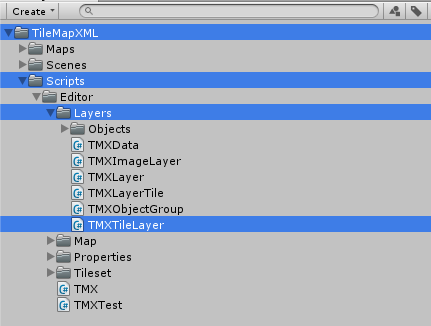 Create
TileMapXML
Maps
Scenes
Scripts
Editor
Layers
Objects
TMXData
TMXImageLayer
TMXLayer
TMXLayerTile
TMXObjectGroup
TMXTileLayer
Map
Properties
Tileset
TMX
TMXTest